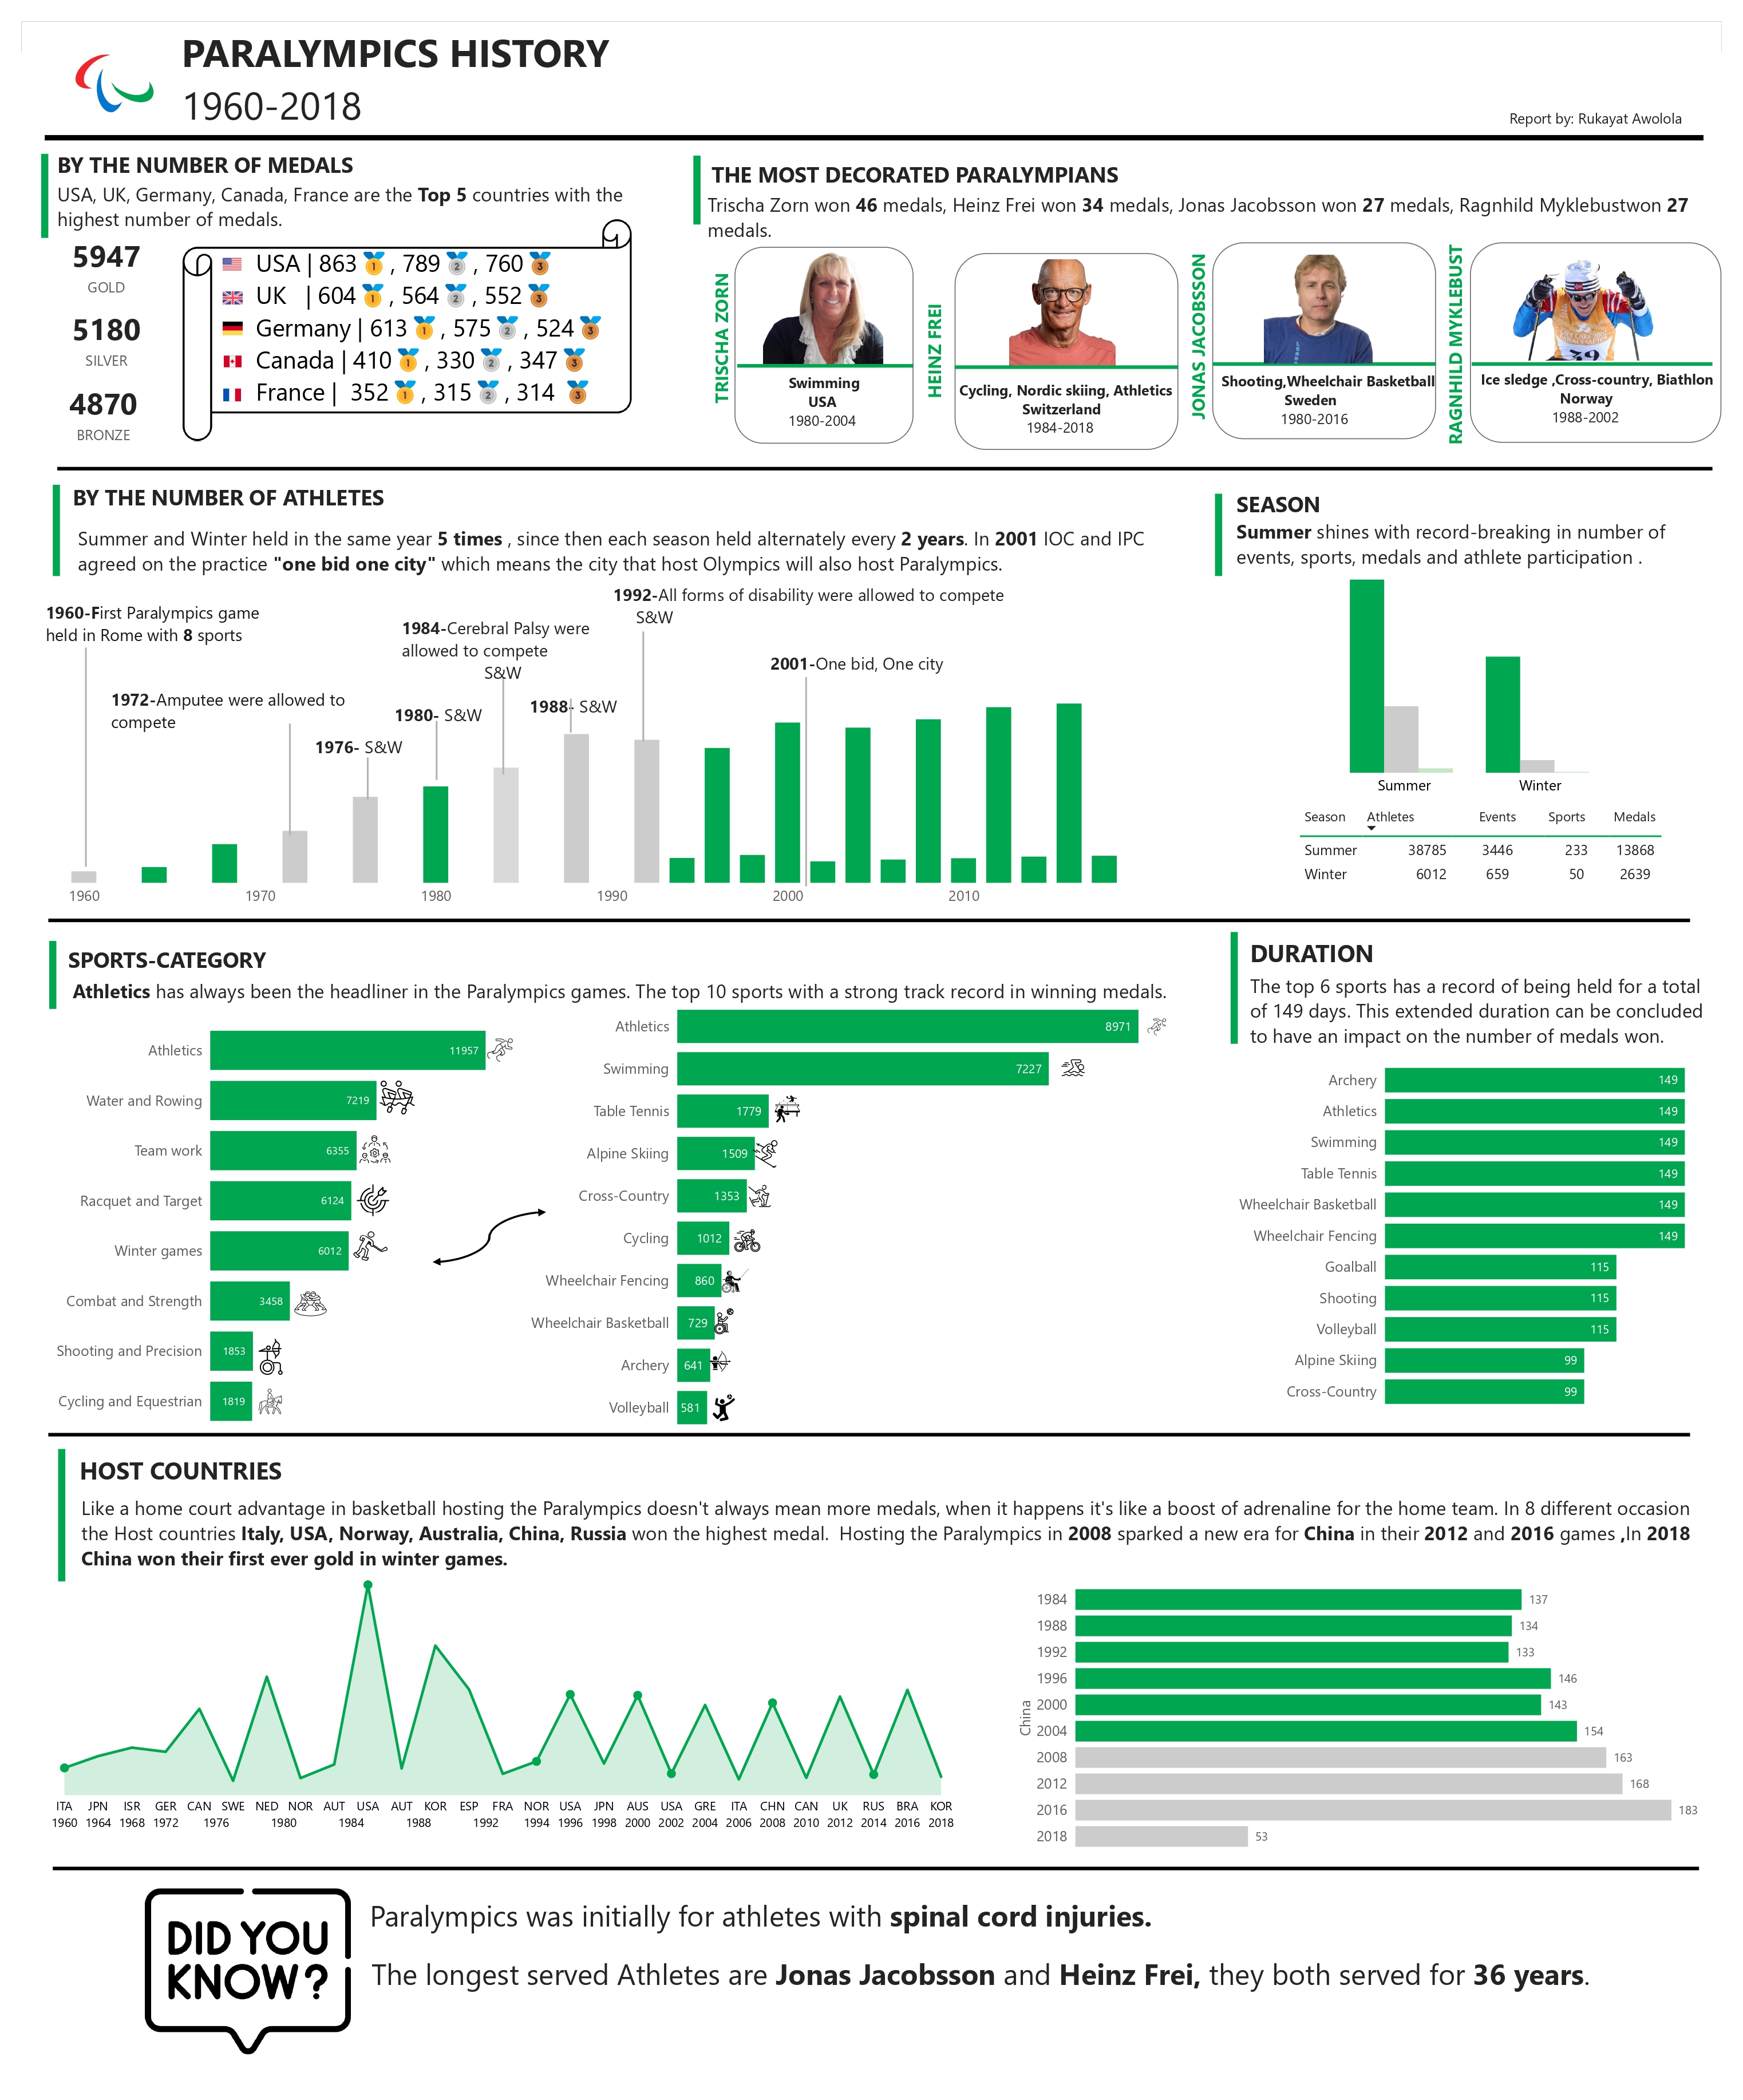 PARALYMPICS HISTORY
1960-2018
Report by: Rukayat Awolola
BY THE NUMBER OF MEDALS
USA, UK, Germany, Canada, France are the Top 5 countries with the
highest number of medals.
5947
GOLD
5180
SILVER
4870
BRONZE
USA | 863 🥇 , 789 🥈 , 760 🥉
UK | 604 🥇 , 564 🥈 , 552 🥉
Germany | 613 🥇 , 575 🥈 , 524 🥉
Canada | 410 🥇 , 330 🥈 , 347 🥉
France | 352 🥇 , 315 🥈 , 314 🥉
THE MOST DECORATED PARALYMPIANS
Trischa Zorn won 46 medals, Heinz Frei won 34 medals, Jonas Jacobsson won 27 medals, Ragnhild Myklebustwon 27
medals.
TRISCHA ZORN
Swimming
USA
1980-2004
HEINZ FREI
Cycling, Nordic skiing, Athletics
Switzerland
1984-2018
JONAS JACOBSSON
Shooting,Wheelchair Basketball
Sweden
1980-2016
RAGNHILD MYKLEBUST
39
Ice sledge ,Cross-country, Biathlon
Norway
1988-2002
BY THE NUMBER OF ATHLETES
Summer and Winter held in the same year 5 times , since then each season held alternately every 2 years. In 2001 IOC and IPC
agreed on the practice "one bid one city" which means the city that host Olympics will also host Paralympics.
1960-First Paralympics game
held in Rome with 8 sports
1972-Amputee were allowed to
compete
1976- S&W
1980- S&W
1984-Cerebral Palsy were
allowed to compete
S&W
1988- S&W
1992-All forms of disability were allowed to compete
S&W
2001-One bid, One city
1960
1970
1980
1990
2000
2010
SEASON
Summer shines with record-breaking in number of
events, sports, medals and athlete participation .
Summer
Winter
Season Athletes Events Sports Medals
Summer 38785 3446 233 13868
Winter 6012 659 50 2639
SPORTS-CATEGORY
Athletics has always been the headliner in the Paralympics games. The top 10 sports with a strong track record in winning medals.
Athletics 11957
Water and Rowing 7219
Team work 6355
Racquet and Target 6124
Winter games 6012
Combat and Strength 3458
Shooting and Precision 1853
Cycling and Equestrian 1819
Athletics 8971
Swimming 7227
Table Tennis 1779
Alpine Skiing 1509
Cross-Country 1353
Cycling 1012
Wheelchair Fencing 860
Wheelchair Basketball 729
Archery 641
Volleyball 581
DURATION
The top 6 sports has a record of being held for a total
of 149 days. This extended duration can be concluded
to have an impact on the number of medals won.
Archery 149
Athletics 149
Swimming 149
Table Tennis 149
Wheelchair Basketball 149
Wheelchair Fencing 149
Goalball 115
Shooting 115
Volleyball 115
Alpine Skiing 99
Cross-Country 99
HOST COUNTRIES
Like a home court advantage in basketball hosting the Paralympics doesn't always mean more medals, when it happens it's like a boost of adrenaline for the home team. In 8 different occasion
the Host countries Italy, USA, Norway, Australia, China, Russia won the highest medal. Hosting the Paralympics in 2008 sparked a new era for China in their 2012 and 2016 games ,In 2018
China won their first ever gold in winter games.
ITA JPN ISR GER CAN SWE NED NOR AUT USA AUT KOR ESP FRA NOR USA JPN AUS USA GRE ITA CHN CAN UK RUS BRA KOR
1960 1964 1968 1972 1976 1980 1984 1988 1992 1994 1996 1998 2000 2002 2004 2006 2008 2010 2012 2014 2016 2018
China
1984 137
1988 134
1992 133
1996 146
2000 143
2004 154
2008 163
2012 168
2016 183
2018 53
DID YOU
KNOW?
Paralympics was initially for athletes with spinal cord injuries.
The longest served Athletes are Jonas Jacobsson and Heinz Frei, they both served for 36 years.